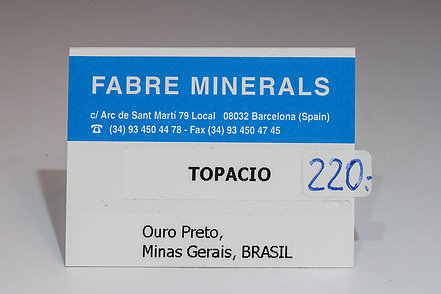 FABRE MINERALS
c/ Arc de Sant Martí 79 Local 08032 Barcelona (Spain)
☎ (34) 93 450 44 78 - Fax (34) 93 450 47 45
TOPACIO
220.-
Ouro Preto,
Minas Gerais, BRASIL